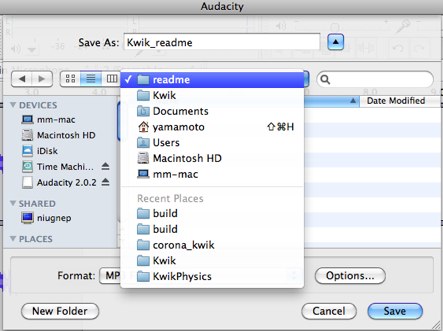 Audacity
Save As: Kwik_readme
readme
Kwik
Documents
yamamoto ⇧⌘H
Users
Macintosh HD
mm-mac
Recent Places
build
build
corona_kwik
Kwik
KwikPhysics
Date Modified
DEVICES
mm-mac
Macintosh HD
iDisk
Time Machi...
Audacity 2.0.2
SHARED
niugnep
PLACES
Format: MP
Options...
New Folder
Cancel
Save